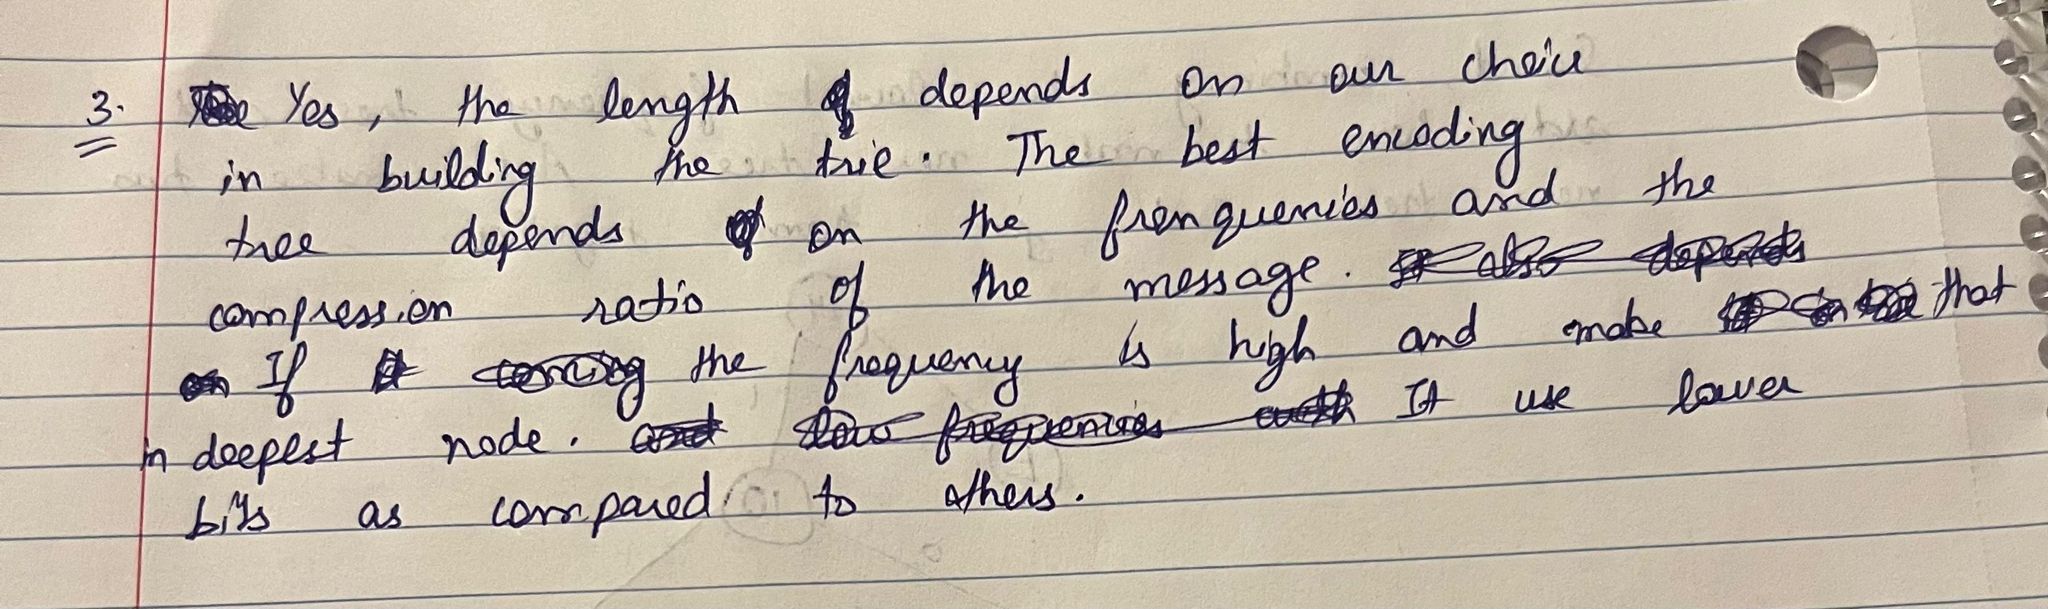 3. Yes, the length depends on our choice
in building the trie. The best encoding
tree depends on the frenquenies and the
compression ratio of the message.
If the frequency is high and make that
in deepest node. It use lower
bits as compared to others.